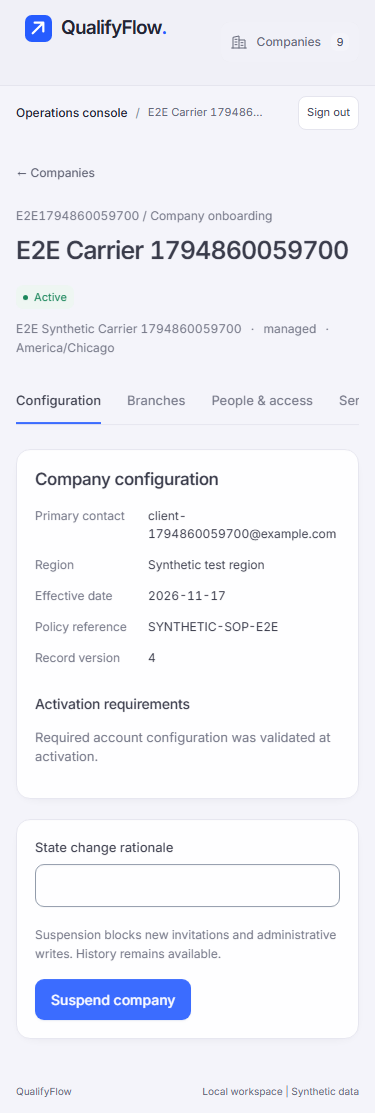 QualifyFlow.
Companies 9
Operations console / E2E Carrier 179486...
Sign out
← Companies
E2E1794860059700 / Company onboarding
E2E Carrier 1794860059700
Active
E2E Synthetic Carrier 1794860059700 · managed ·
America/Chicago
Configuration Branches People & access Ser
Company configuration
Primary contact client-
1794860059700@example.com
Region Synthetic test region
Effective date 2026-11-17
Policy reference SYNTHETIC-SOP-E2E
Record version 4
Activation requirements
Required account configuration was validated at
activation.
State change rationale
Suspension blocks new invitations and administrative
writes. History remains available.
Suspend company
QualifyFlow Local workspace | Synthetic data